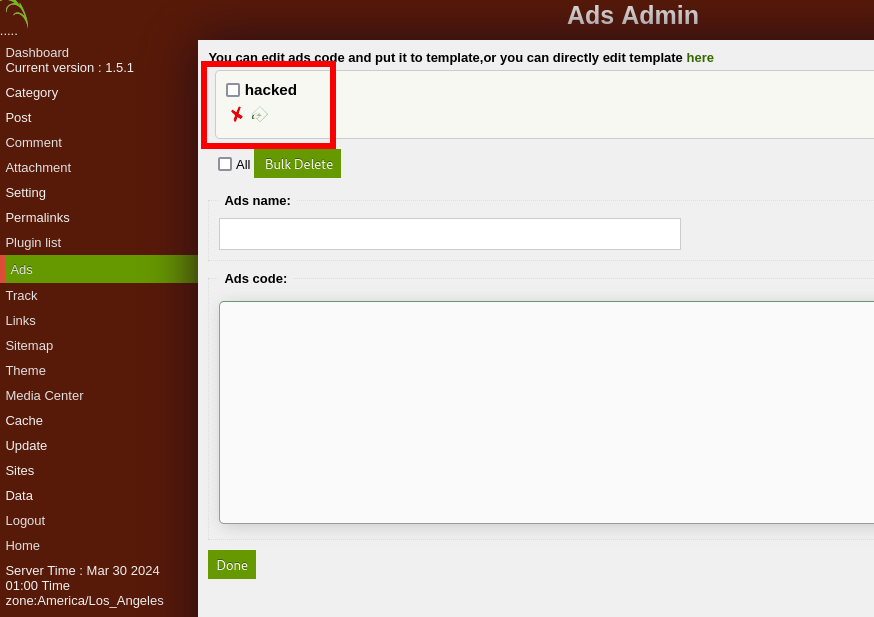 Ads Admin
.....
Dashboard
Current version : 1.5.1
Category
Post
Comment
Attachment
Setting
Permalinks
Plugin list
Ads
Track
Links
Sitemap
Theme
Media Center
Cache
Update
Sites
Data
Logout
Home
Server Time : Mar 30 2024
01:00 Time
zone:America/Los_Angeles
You can edit ads code and put it to template,or you can directly edit template here
hacked
All Bulk Delete
Ads name:
Ads code:
Done